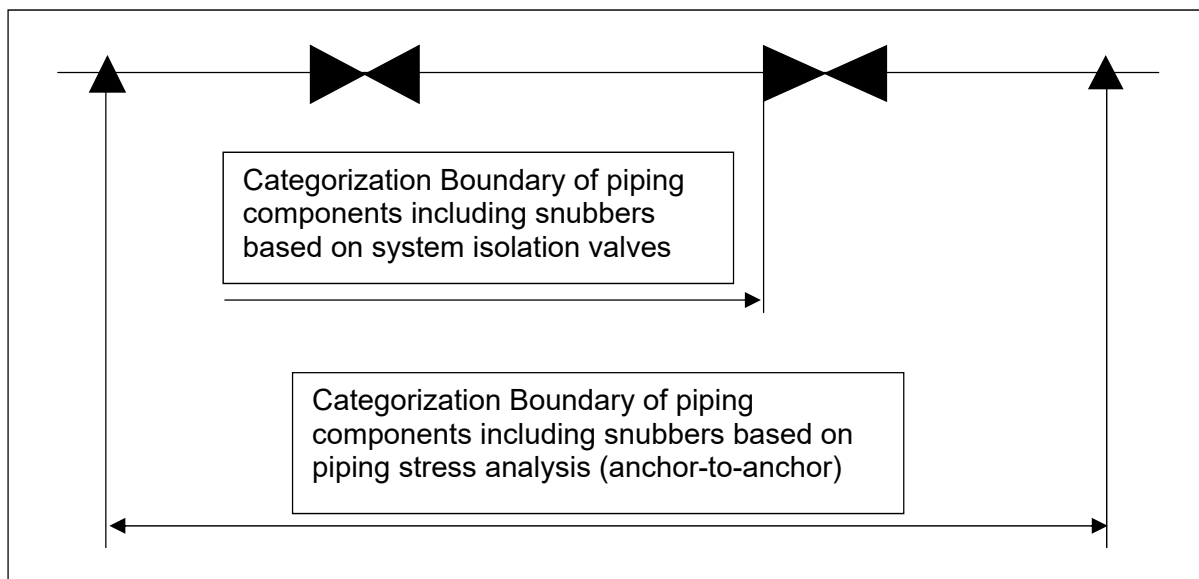 Categorization Boundary of piping
components including snubbers
based on system isolation valves
Categorization Boundary of piping
components including snubbers based on
piping stress analysis (anchor-to-anchor)